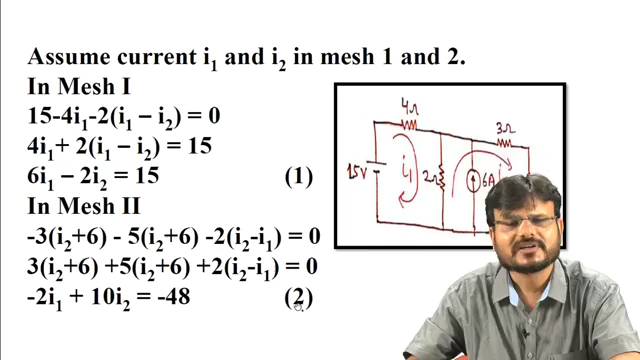 Assume current i₁ and i₂ in mesh 1 and 2.
In Mesh I
15-4i₁-2(i₁ – i₂) = 0
4i₁+ 2(i₁ – i₂) = 15
6i₁ – 2i₂ = 15 (1)
In Mesh II
-3(i₂+6) - 5(i₂+6) -2(i₂-i₁) = 0
3(i₂+6) +5(i₂+6) +2(i₂-i₁) = 0
-2i₁ + 10i₂ = -48 (2)
4Ω
3Ω
15V
i₁
2Ω
6A